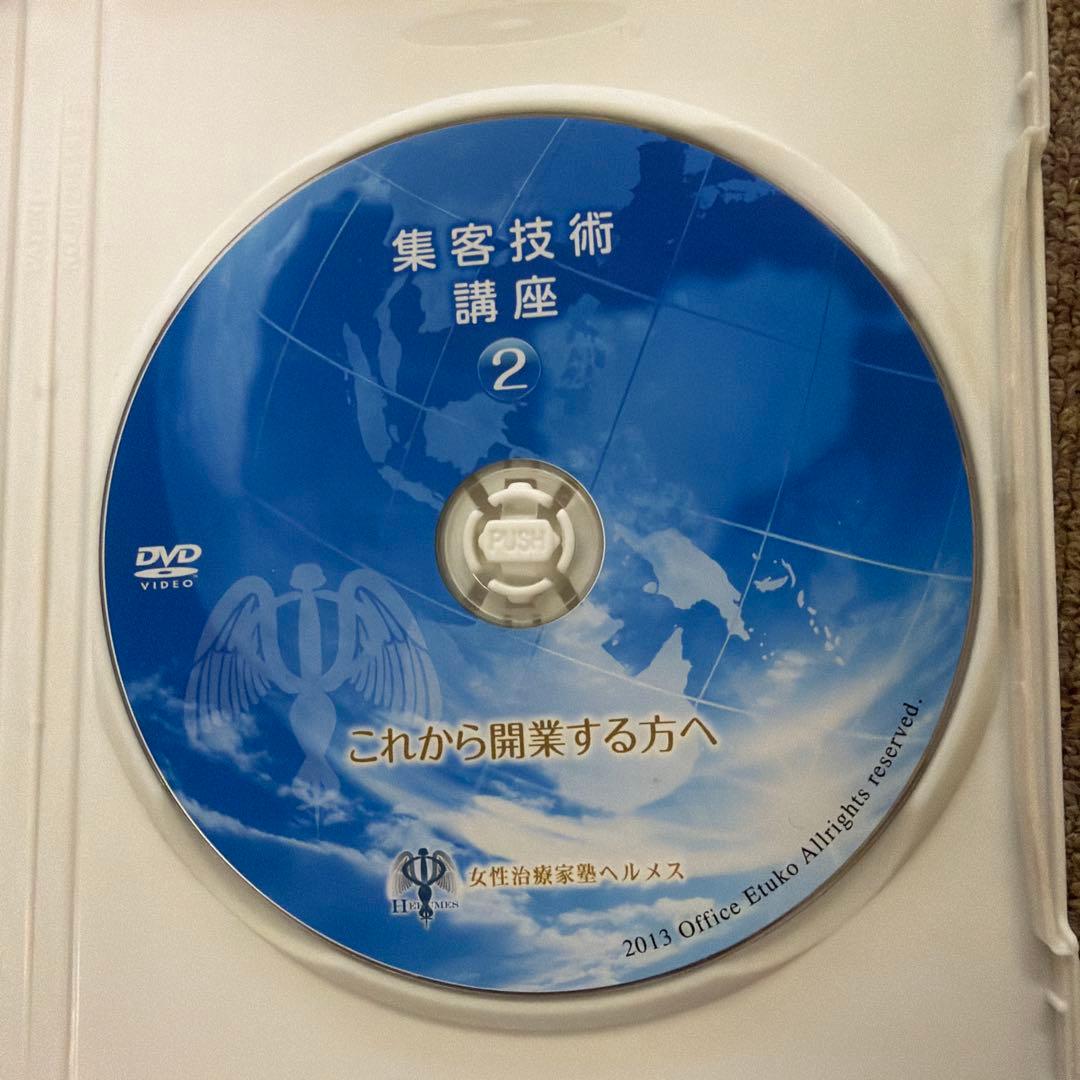 集客技術
講座
2
PUSH
DVD
VIDEO
これから開業する方へ
女性治療家塾ヘルメス
2013 Office Etuko Allrights reserved.